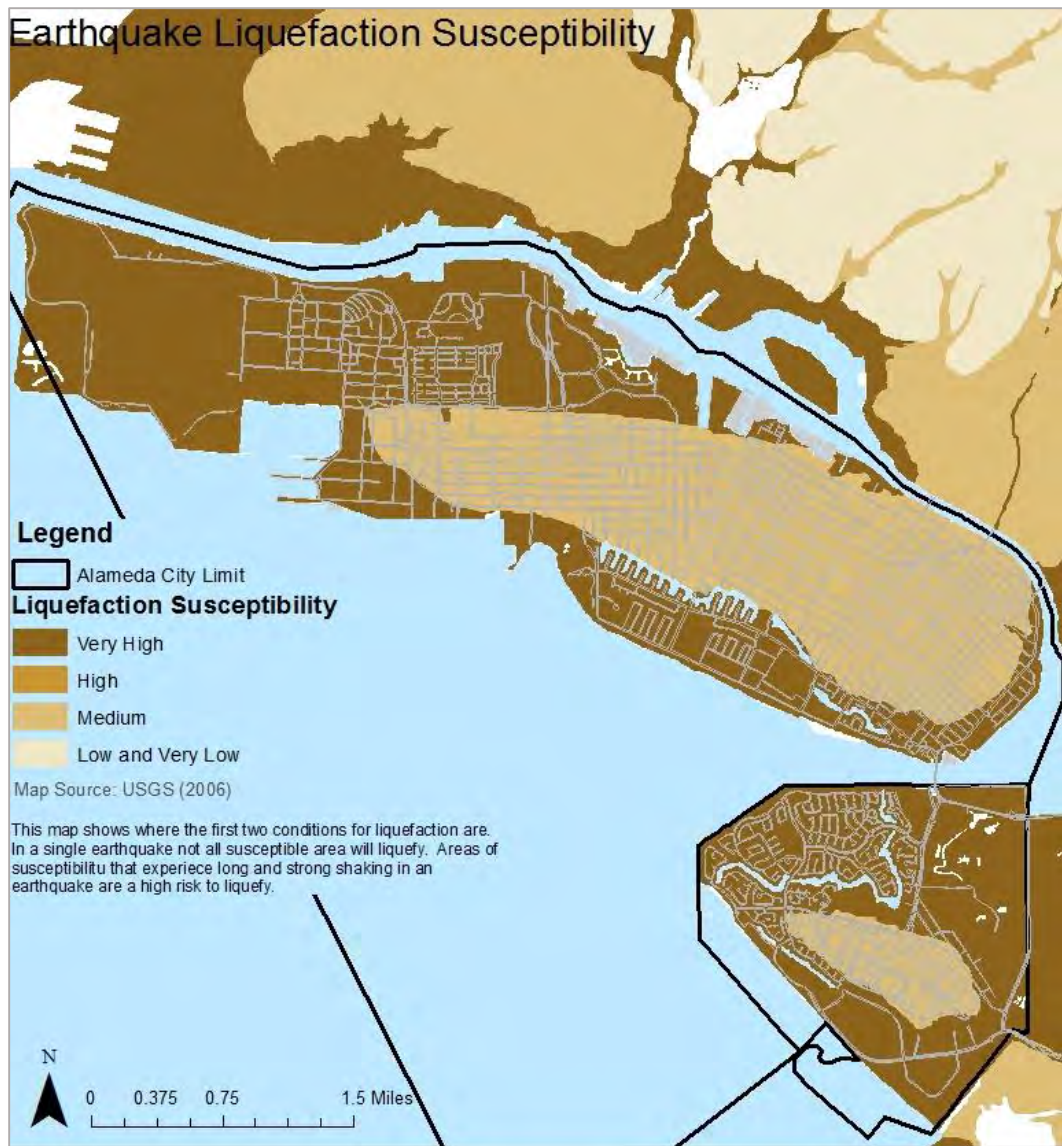 Earthquake Liquefaction Susceptibility
Legend
Alameda City Limit
Liquefaction Susceptibility
Very High
High
Medium
Low and Very Low
Map Source: USGS (2006)
This map shows where the first two conditions for liquefaction are.
In a single earthquake not all susceptible area will liquefy. Areas of
susceptibilitu that experiece long and strong shaking in an
earthquake are a high risk to liquefy.
N
0 0.375 0.75 1.5 Miles